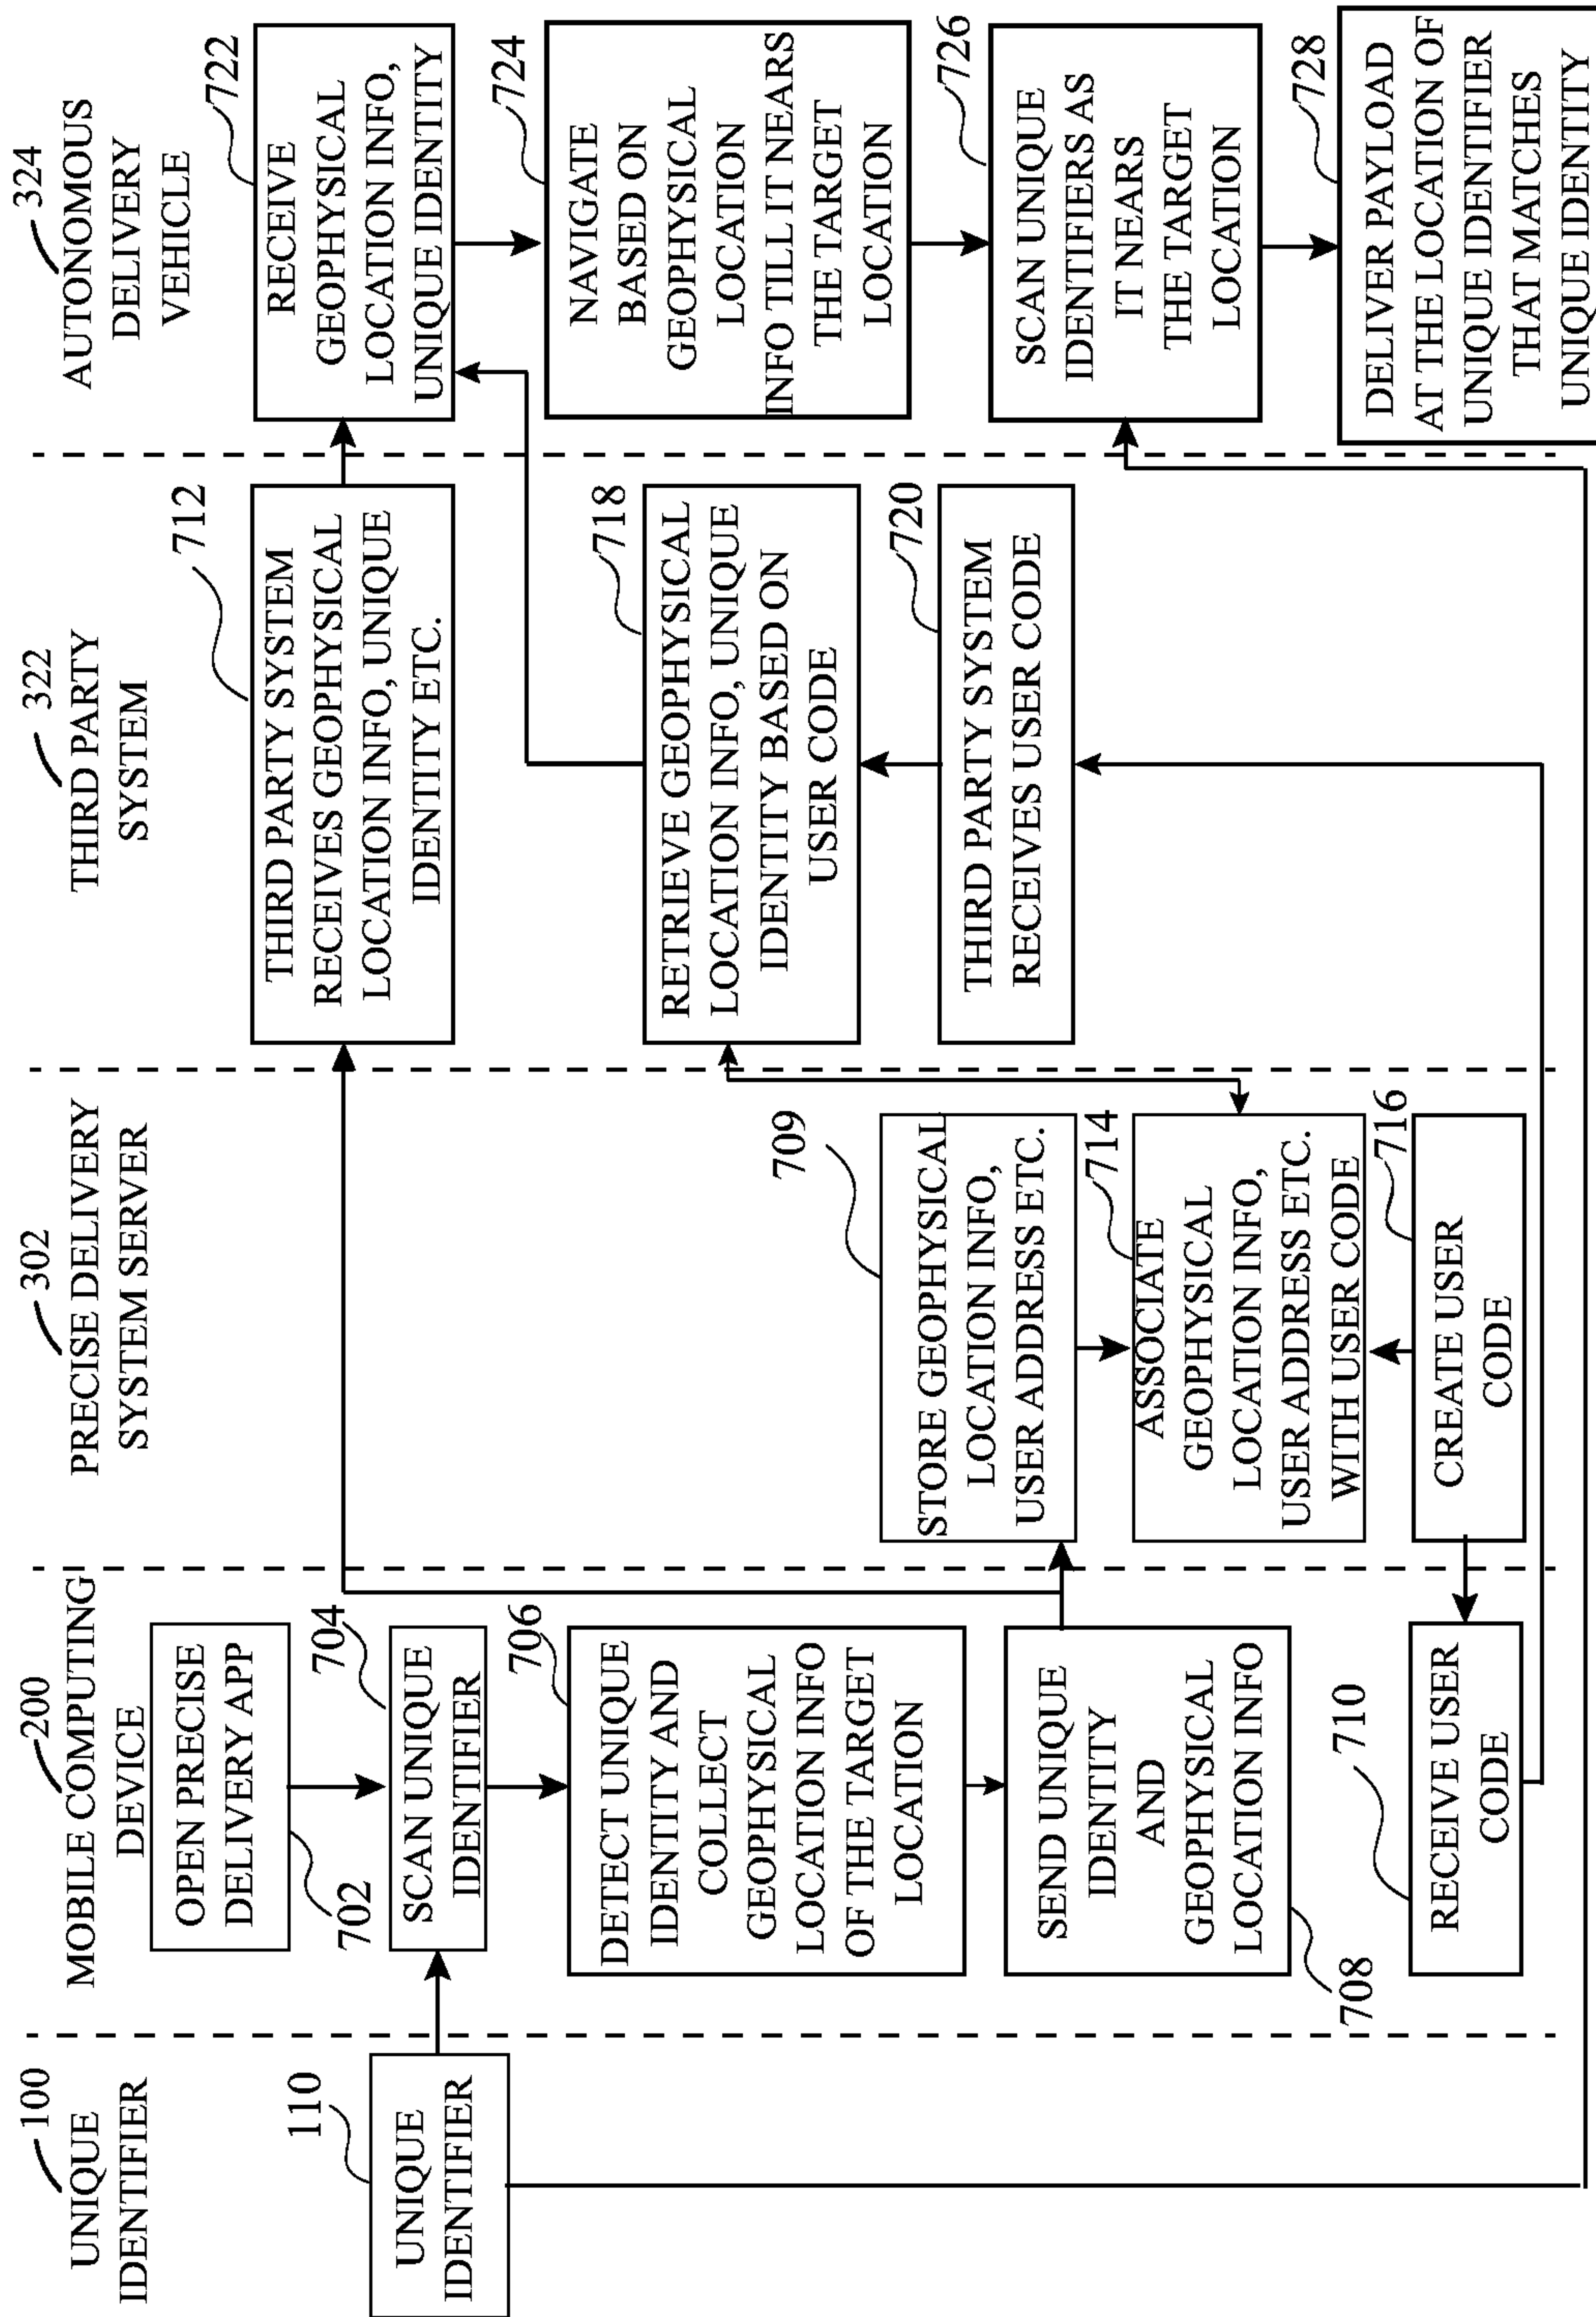 100
UNIQUE
IDENTIFIER
110
UNIQUE
IDENTIFIER
200
MOBILE COMPUTING
DEVICE
OPEN PRECISE
DELIVERY APP
702
704
SCAN UNIQUE
IDENTIFIER
706
DETECT UNIQUE
IDENTITY AND
COLLECT
GEOPHYSICAL
LOCATION INFO
OF THE TARGET
LOCATION
SEND UNIQUE
IDENTITY
AND
GEOPHYSICAL
LOCATION INFO
708
710
RECEIVE USER
CODE
302
PRECISE DELIVERY
SYSTEM SERVER
709
STORE GEOPHYSICAL
LOCATION INFO,
USER ADDRESS ETC.
714
ASSOCIATE
GEOPHYSICAL
LOCATION INFO,
USER ADDRESS ETC.
WITH USER CODE
716
CREATE USER
CODE
322
THIRD PARTY
SYSTEM
712
THIRD PARTY SYSTEM
RECEIVES GEOPHYSICAL
LOCATION INFO, UNIQUE
IDENTITY ETC.
718
RETRIEVE GEOPHYSICAL
LOCATION INFO, UNIQUE
IDENTITY BASED ON
USER CODE
720
THIRD PARTY SYSTEM
RECEIVES USER CODE
324
AUTONOMOUS
DELIVERY
VEHICLE
722
RECEIVE
GEOPHYSICAL
LOCATION INFO,
UNIQUE IDENTITY
724
NAVIGATE
BASED ON
GEOPHYSICAL
LOCATION
INFO TILL IT NEARS
THE TARGET
LOCATION
726
SCAN UNIQUE
IDENTIFIERS AS
IT NEARS
THE TARGET
LOCATION
728
DELIVER PAYLOAD
AT THE LOCATION OF
UNIQUE IDENTIFIER
THAT MATCHES
UNIQUE IDENTITY